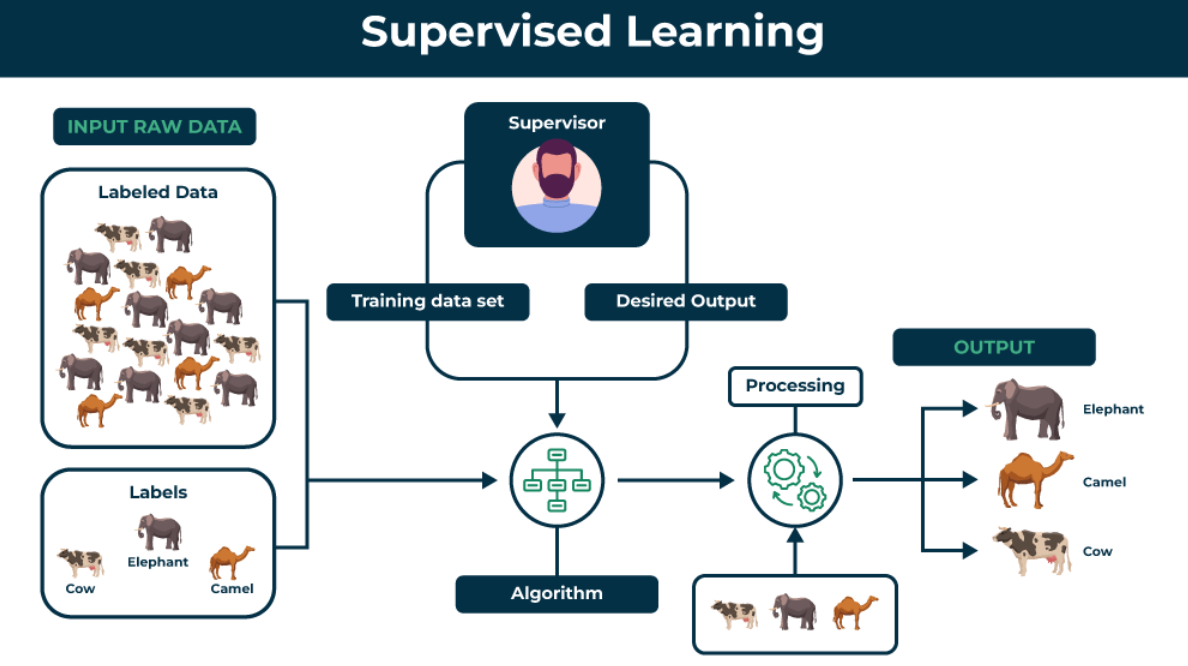 Supervised Learning
INPUT RAW DATA
Labeled Data
Labels
Cow
Elephant
Camel
Supervisor
Training data set
Desired Output
Algorithm
Processing
OUTPUT
Elephant
Camel
Cow